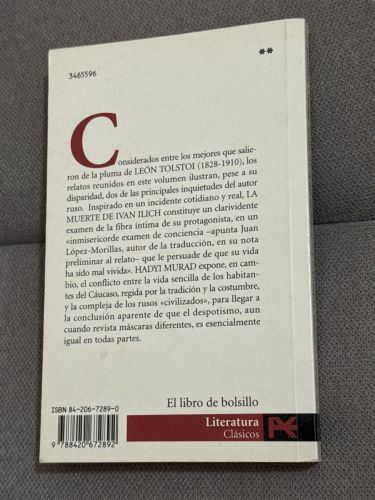 **
3465596
Considerados entre los mejores que salie-
ron de la pluma de LEÓN TOLSTOI (1828-1910), los
relatos reunidos en este volumen ilustran, pese a su
disparidad, dos de las principales inquietudes del autor
ruso. Inspirado en un incidente cotidiano y real, LA
MUERTE DE IVAN ILICH constituye un clarividente
examen de la fibra íntima de su protagonista, en un
«inmisericorde examen de conciencia –apunta Juan
López-Morillas, autor de la traducción, en su nota
preliminar al relato– que le persuade de que su vida
ha sido mal vivida». HADYI MURAD expone, en cam-
bio, el conflicto entre la vida sencilla de los habitan-
tes del Cáucaso, regida por la tradición y la costumbre,
y la compleja de los rusos «civilizados», para llegar a
la conclusión aparente de que el despotismo, aun
cuando revista máscaras diferentes, es esencialmente
igual en todas partes.
El libro de bolsillo
Literatura
Clásicos
ISBN 84-206-7289-0
9 788420 672892